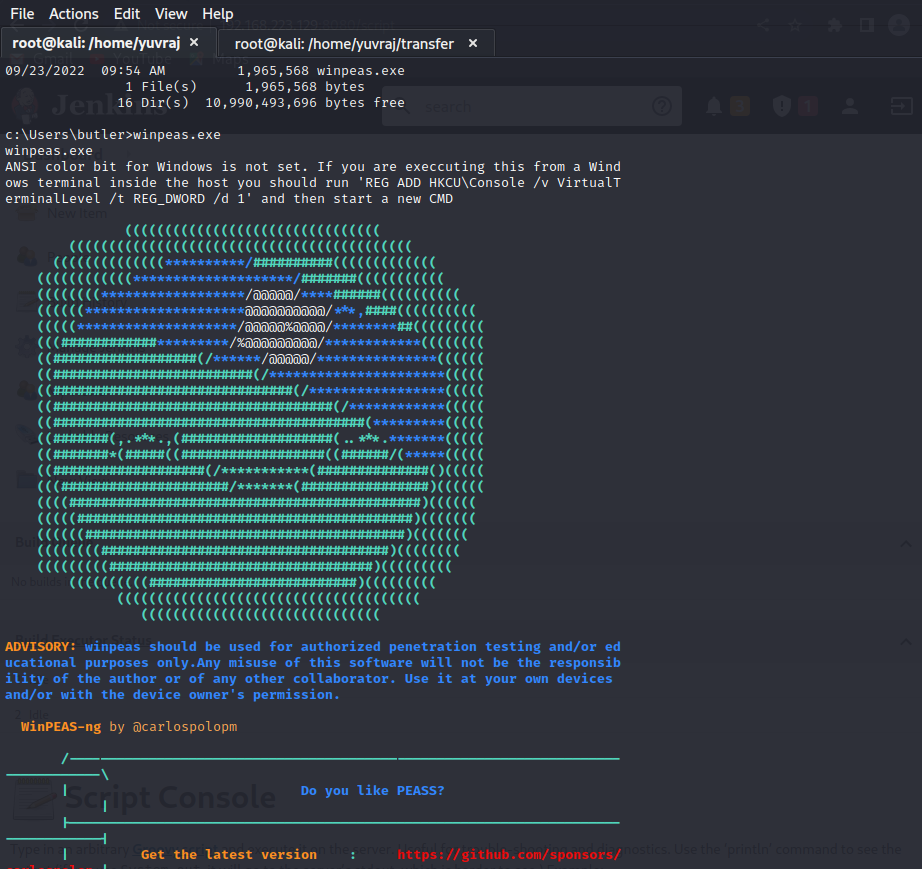 File Actions Edit View Help
root@kali: /home/yuvraj × root@kali: /home/yuvraj/transfer ×
09/23/2022 09:54 AM 1,965,568 winpeas.exe
1 File(s) 1,965,568 bytes
16 Dir(s) 10,990,493,696 bytes free
Jenkins
search
c:\Users\butler>winpeas.exe
winpeas.exe
ANSI color bit for Windows is not set. If you are execcuting this from a Wind
ows terminal inside the host you should run 'REG ADD HKCU\Console /v VirtualT
erminalLevel /t REG_DWORD /d 1' and then start a new CMD
New Item
ADVISORY: winpeas should be used for authorized penetration testing and/or ed
ucational purposes only.Any misuse of this software will not be the responsib
ility of the author or of any other collaborator. Use it at your own devices
and/or with the device owner's permission.
WinPEAS-ng by @carlospolopm
Do you like PEASS?
Script Console
Get the latest version : https://github.com/sponsors/